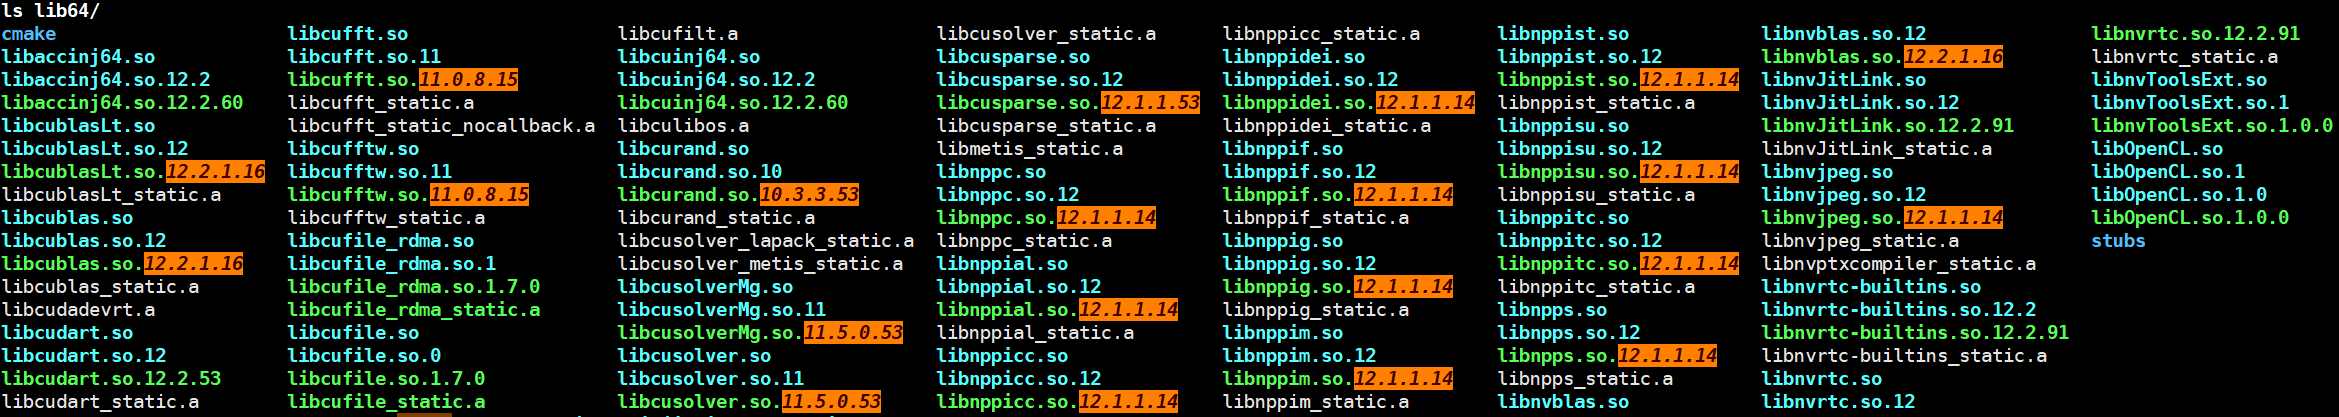 ls lib64/
cmake libcufft.so libcufilt.a libcusolver_static.a libnppicc_static.a libnppist.so libnvblas.so.12 libnvrtc.so.12.2.91
libaccinj64.so libcufft.so.11 libcuinj64.so libcusparse.so libnppidei.so libnppist.so.12 libnvblas.so.12.2.1.16 libnvrtc_static.a
libaccinj64.so.12.2 libcufft.so.11.0.8.15 libcuinj64.so.12.2 libcusparse.so.12 libnppidei.so.12 libnppist.so.12.1.1.14 libnvJitLink.so libnvToolsExt.so
libaccinj64.so.12.2.60 libcufft_static.a libcuinj64.so.12.2.60 libcusparse.so.12.1.1.53 libnppidei.so.12.1.1.14 libnppist_static.a libnvJitLink.so.12 libnvToolsExt.so.1
libcublasLt.so libcufft_static_nocallback.a libculibos.a libcusparse_static.a libnppidei_static.a libnppisu.so libnvJitLink.so.12.2.91 libnvToolsExt.so.1.0.0
libcublasLt.so.12 libcufftw.so libcurand.so libmetis_static.a libnppif.so libnppisu.so.12 libnvJitLink_static.a libOpenCL.so
libcublasLt.so.12.2.1.16 libcufftw.so.11 libcurand.so.10 libnppc.so libnppif.so.12 libnppisu.so.12.1.1.14 libnvjpeg.so libOpenCL.so.1
libcublasLt_static.a libcufftw.so.11.0.8.15 libcurand.so.10.3.3.53 libnppc.so.12 libnppif.so.12.1.1.14 libnppisu_static.a libnvjpeg.so.12 libOpenCL.so.1.0
libcublas.so libcufftw_static.a libcurand_static.a libnppc.so.12.1.1.14 libnppif_static.a libnppitc.so libnvjpeg.so.12.1.1.14 libOpenCL.so.1.0.0
libcublas.so.12 libcufile_rdma.so libcusolver_lapack_static.a libnppc_static.a libnppig.so libnppitc.so.12 libnvjpeg_static.a stubs
libcublas.so.12.2.1.16 libcufile_rdma.so.1 libcusolver_metis_static.a libnppial.so libnppig.so.12 libnppitc.so.12.1.1.14 libnvptxcompiler_static.a
libcublas_static.a libcufile_rdma.so.1.7.0 libcusolverMg.so libnppial.so.12 libnppig.so.12.1.1.14 libnppitc_static.a libnvrtc-builtins.so
libcudadevrt.a libcufile_rdma_static.a libcusolverMg.so.11 libnppial.so.12.1.1.14 libnppig_static.a libnpps.so libnvrtc-builtins.so.12.2
libcudart.so libcufile.so libcusolverMg.so.11.5.0.53 libnppial_static.a libnppim.so libnpps.so.12 libnvrtc-builtins.so.12.2.91
libcudart.so.12 libcufile.so.0 libcusolver.so libnppicc.so libnppim.so.12 libnpps.so.12.1.1.14 libnvrtc-builtins_static.a
libcudart.so.12.2.53 libcufile.so.1.7.0 libcusolver.so.11 libnppicc.so.12 libnppim.so.12.1.1.14 libnpps_static.a libnvrtc.so
libcudart_static.a libcufile_static.a libcusolver.so.11.5.0.53 libnppicc.so.12.1.1.14 libnppim_static.a libnvblas.so libnvrtc.so.12